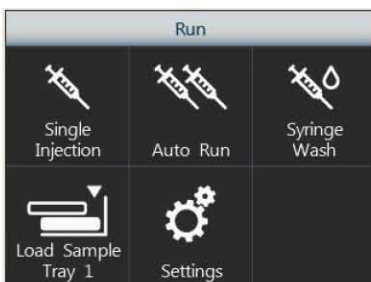 Run
Single
Injection
Auto Run
Syringe
Wash
Load Sample
Tray 1
Settings